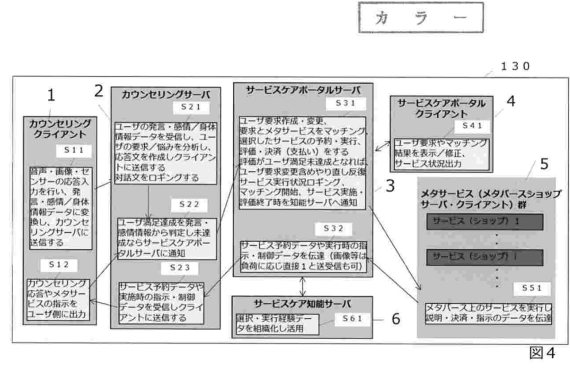 カラー
130
1
カウンセリング
クライアント
S11
音声・画像・セ
ンサーの応答入
力を行い、発
言・感情／身体
情報データに変
換し、カウンセ
リングサーバに
送信する
S12
カウンセリング
応答やメタサー
ビスの指示を
ユーザ側に出力
2
カウンセリングサーバ
S21
ユーザの発言・感情／身体
情報データを受信し、ユー
ザの要求／悩みを分析し、
応答文を作成しクライアン
トに送信する
対話文をロギングする
S22
ユーザ満足達成を発言・感
情情報から判定し未達
成ならサービスケアポータ
ルサーバに通知
S23
サービス予約データや
実施時の指示・制御
データを受信しクライ
アントに送信する
サービスケアポータルサーバ
S31
ユーザ要求作成・変更、
要求とメタサービスをマッチング、
選択したサービスの予約・実行、
評価・決済（支払い）をする
評価がユーザ満足未達成となれば、
ユーザ要求変更含めやり直し反復
サービス実行状況ロギング、
マッチング開始、サービス実施・
評価終了時を知能サーバへ通知
3
S32
サービス予約データや実行時の指
示・制御データを伝達（画像等は
負荷に応じ直接1と送受信も可）
サービスケアポータル
クライアント
4
S41
ユーザ要求やマッチング
結果を表示／修正、
サービス状況出力
5
メタサービス（メタバースショップ
サーバ・クライアント）群
サービス（ショップ）1
サービス（ショップ）i
S51
メタバース上のサービスを実行し
説明・決済・指示のデータを伝達
サービスケア知能サーバ
S61
選択・実行経験デー
タを組織化し活用
6
図4